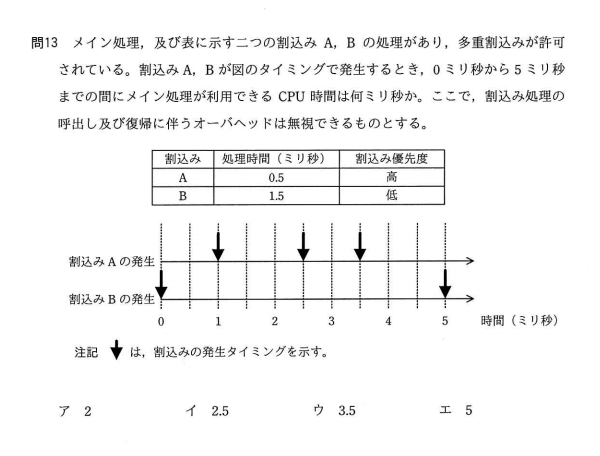 問13　メイン処理，及び表に示す二つの割込み A，B の処理があり，多重割込みが許可
されている。割込み A，B が図のタイミングで発生するとき，0 ミリ秒から 5 ミリ秒
までの間にメイン処理が利用できる CPU 時間は何ミリ秒か。ここで，割込み処理の
呼出し及び復帰に伴うオーバヘッドは無視できるものとする。
割込み　処理時間（ミリ秒）　割込み優先度
A　0.5　高
B　1.5　低
割込み A の発生
割込み B の発生
0　1　2　3　4　5　時間（ミリ秒）
注記　は，割込みの発生タイミングを示す。
ア　2　イ　2.5　ウ　3.5　エ　5